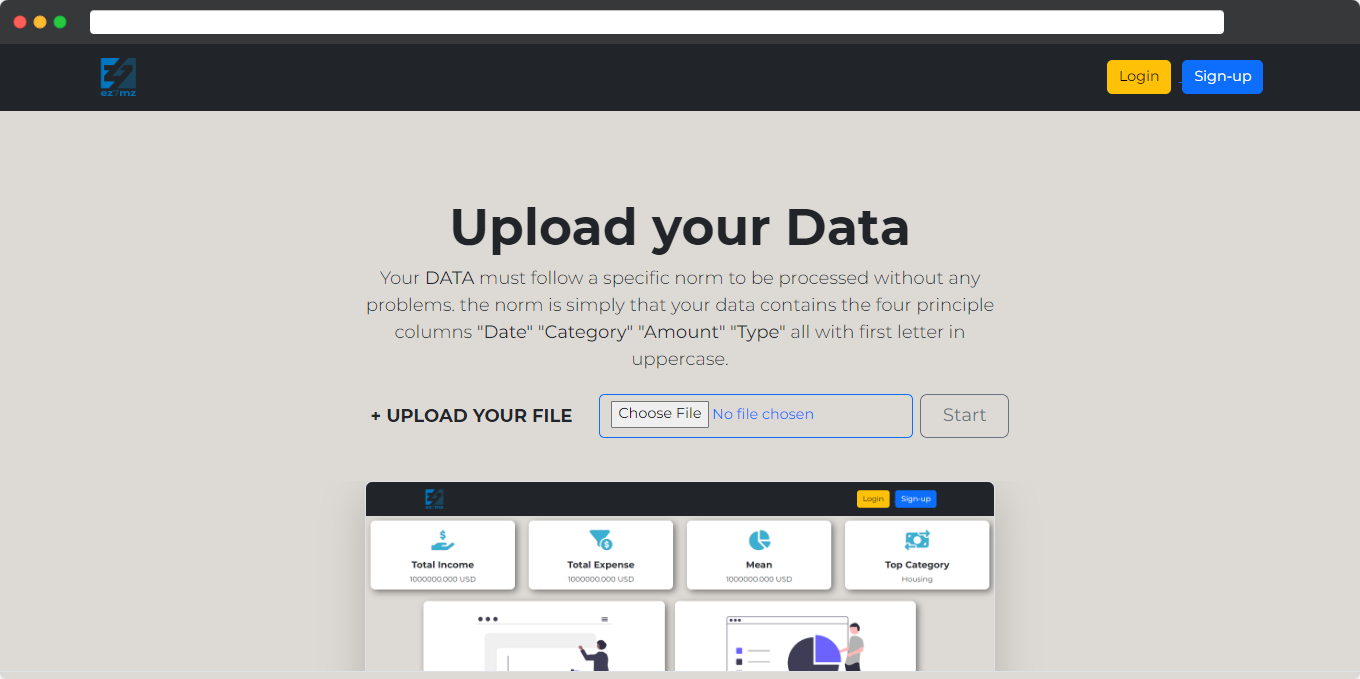 ez7mz
Login
Sign-up
Upload your Data
Your DATA must follow a specific norm to be processed without any
problems. the norm is simply that your data contains the four principle
columns "Date" "Category" "Amount" "Type" all with first letter in
uppercase.
+ UPLOAD YOUR FILE
Choose File No file chosen
Start
Login
Sign-up
Total Income
1000000.000 USD
Total Expense
1000000.000 USD
Mean
1000000.000 USD
Top Category
Housing